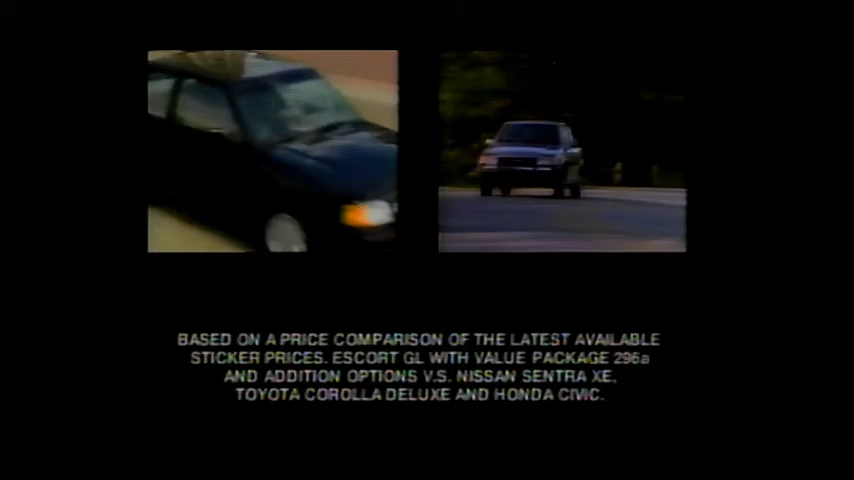 BASED ON A PRICE COMPARISON OF THE LATEST AVAILABLE
STICKER PRICES. ESCORT GL WITH VALUE PACKAGE 296a
AND ADDITION OPTIONS V.S. NISSAN SENTRA XE,
TOYOTA COROLLA DELUXE AND HONDA CIVIC.